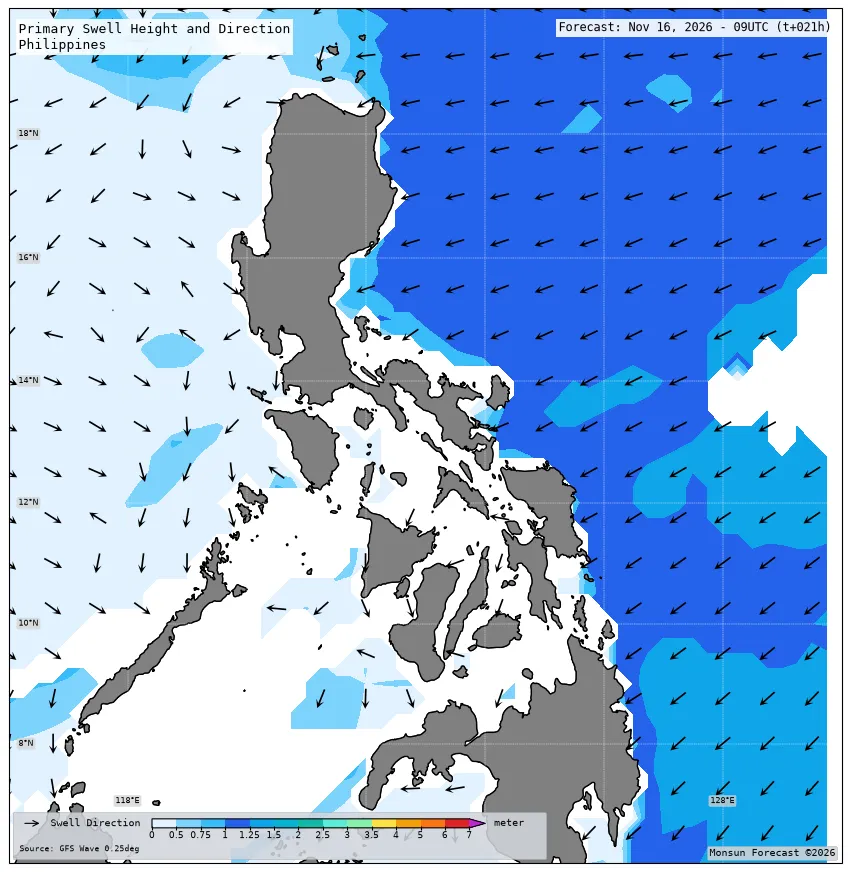 Primary Swell Height and Direction
Philippines
Forecast: Nov 16, 2026 - 09UTC (t+021h)
18°N
16°N
14°N
12°N
10°N
8°N
118°E
128°E
Swell Direction
0 0.5 0.75 1 1.25 1.5 2 2.5 3 3.5 4 5 6 7
meter
Source: GFS Wave 0.25deg
Monsun Forecast ©2026